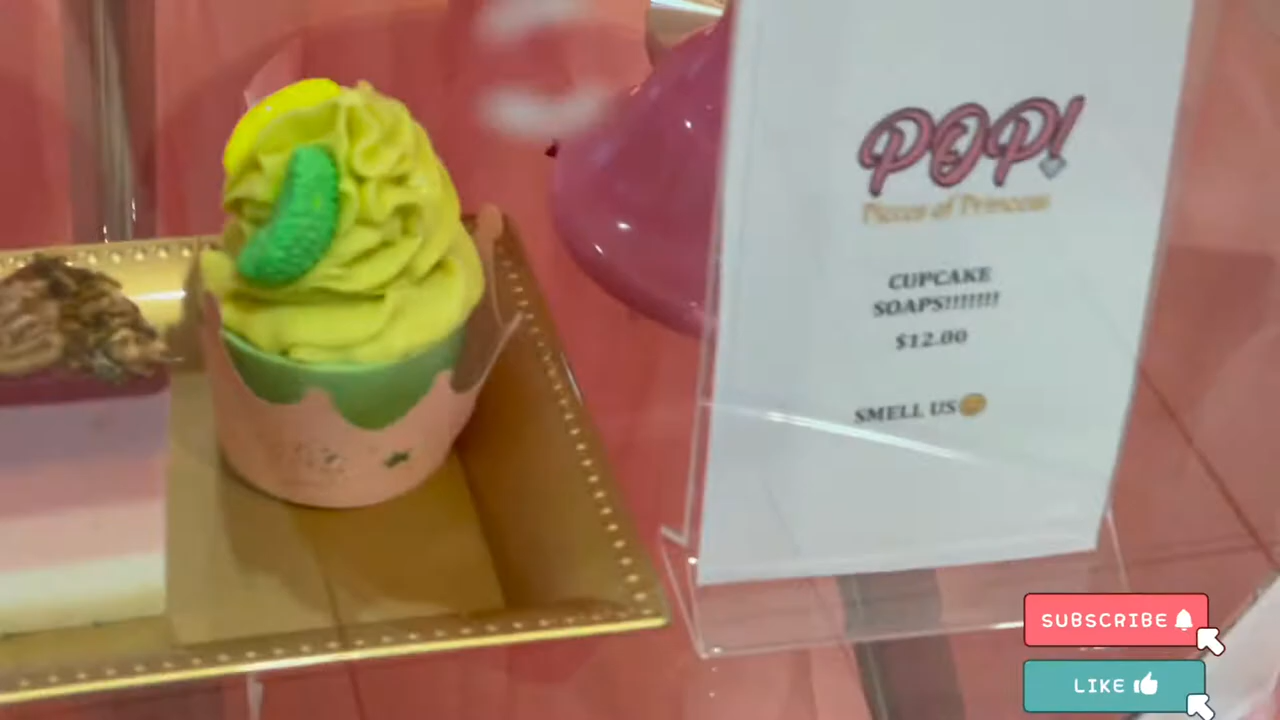 POP!
Pieces of Princess
CUPCAKE
SOAPS!!!!!!!
$12.00
SMELL US
SUBSCRIBE
LIKE